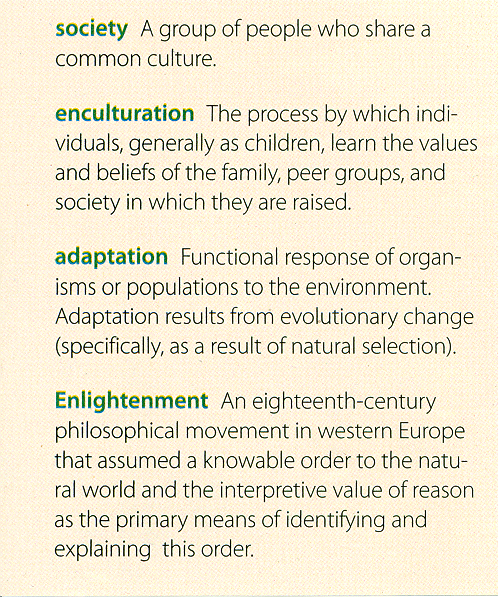 society A group of people who share a
common culture.
enculturation The process by which indi-
viduals, generally as children, learn the values
and beliefs of the family, peer groups, and
society in which they are raised.
adaptation Functional response of organ-
isms or populations to the environment.
Adaptation results from evolutionary change
(specifically, as a result of natural selection).
Enlightenment An eighteenth-century
philosophical movement in western Europe
that assumed a knowable order to the natu-
ral world and the interpretive value of reason
as the primary means of identifying and
explaining this order.